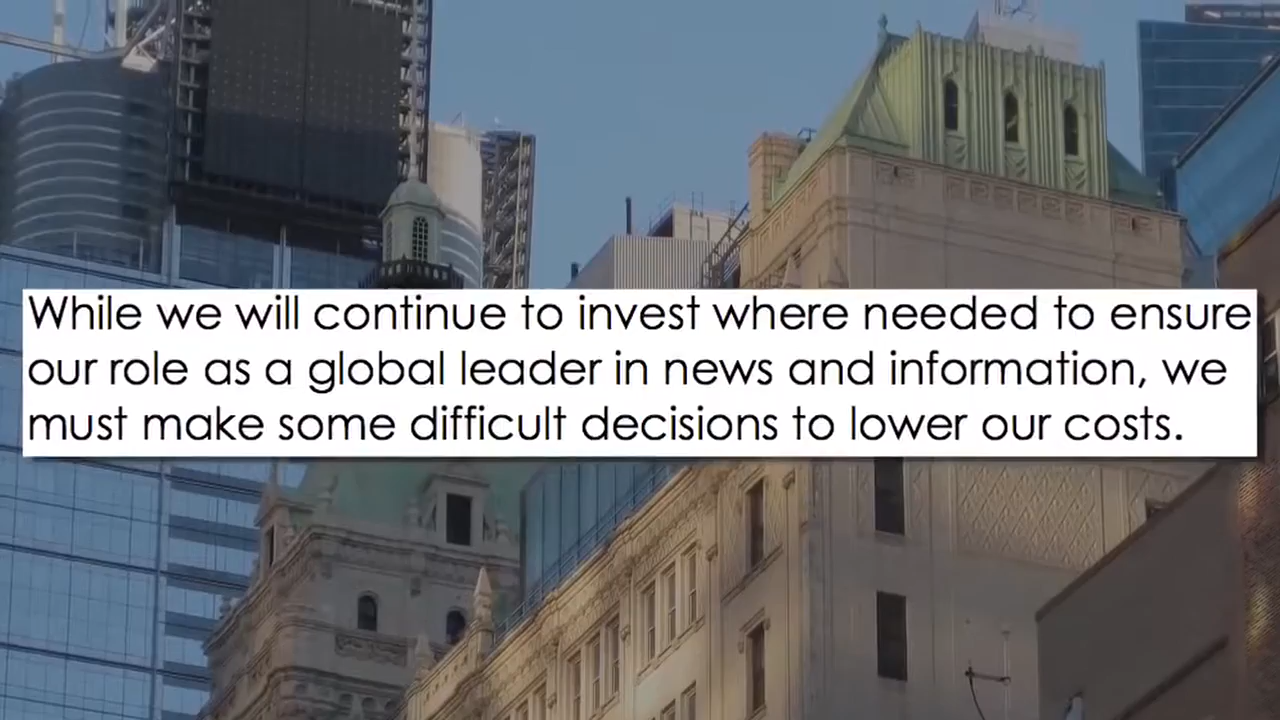 While we will continue to invest where needed to ensure
our role as a global leader in news and information, we
must make some difficult decisions to lower our costs.